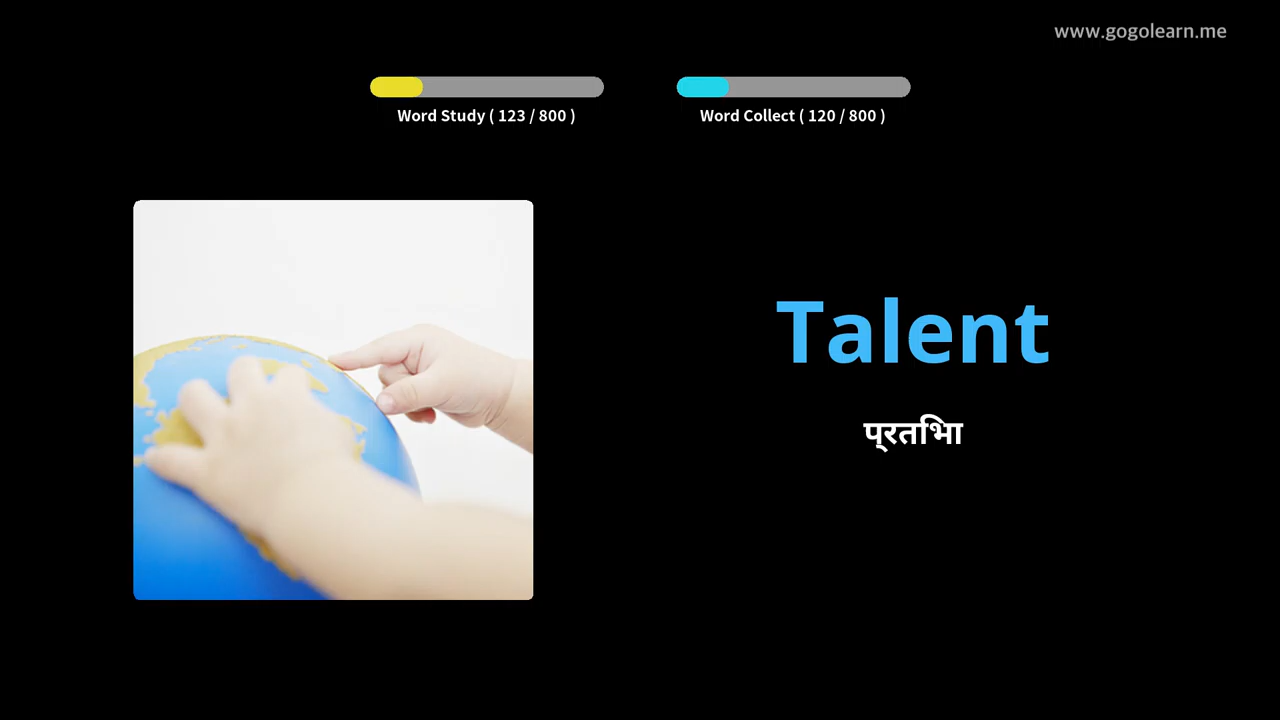 www.gogolearn.me
Word Study ( 123 / 800 )
Word Collect ( 120 / 800 )
Talent
प्रतिभा